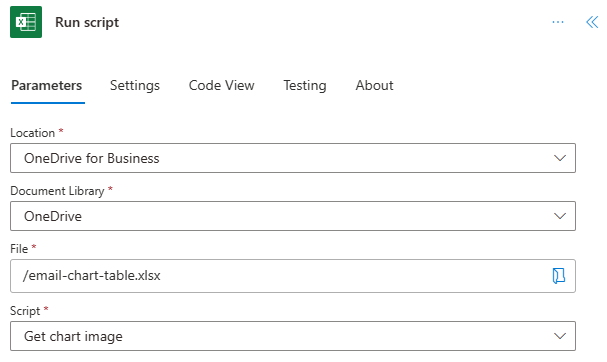 Run script
Parameters Settings Code View Testing About
Location *
OneDrive for Business
Document Library *
OneDrive
File *
/email-chart-table.xlsx
Script *
Get chart image